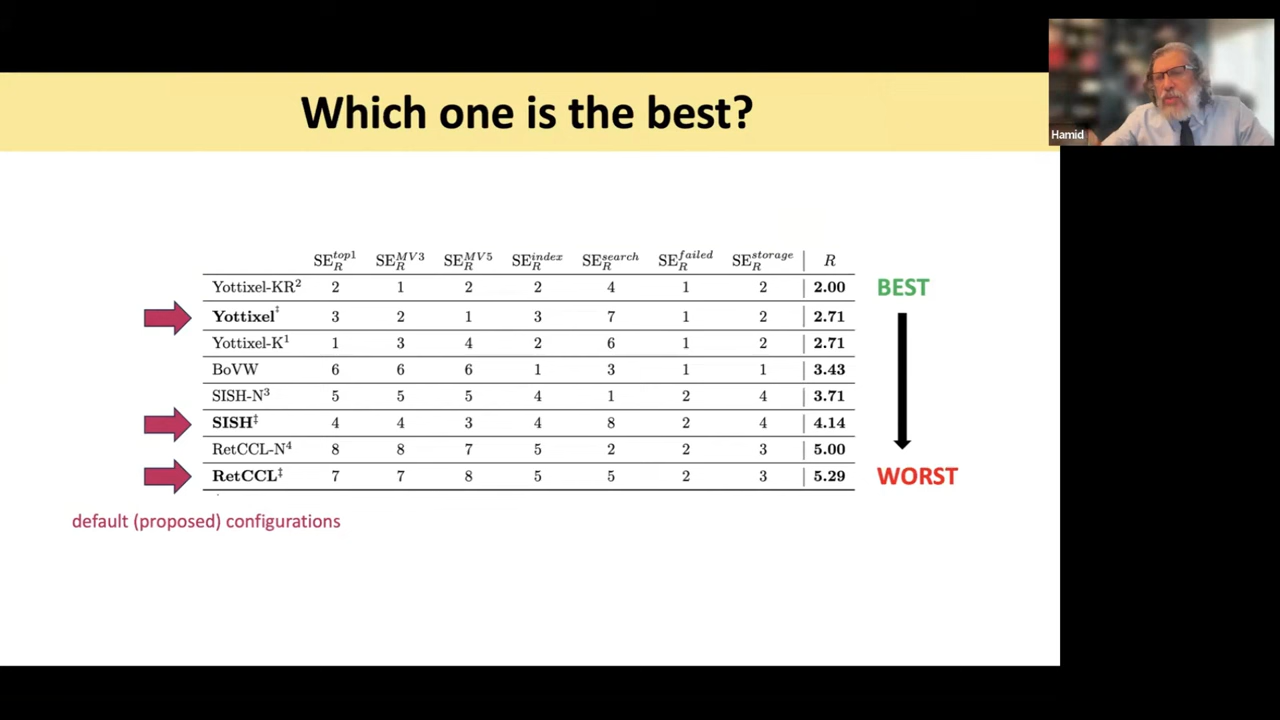 Which one is the best?
Hamid
SE_R^top1 SE_R^MV3 SE_R^MV5 SE_R^index SE_R^search SE_R^failed SE_R^storage R
Yottixel-KR² 2 1 2 2 4 1 2 2.00 BEST
Yottixel‡ 3 2 1 3 7 1 2 2.71
Yottixel-K¹ 1 3 4 2 6 1 2 2.71
BoVW 6 6 6 1 3 1 1 3.43
SISH-N³ 5 5 5 4 1 2 4 3.71
SISH‡ 4 4 3 4 8 2 4 4.14
RetCCL-N⁴ 8 8 7 5 2 2 3 5.00
RetCCL‡ 7 7 8 5 5 2 3 5.29 WORST
default (proposed) configurations